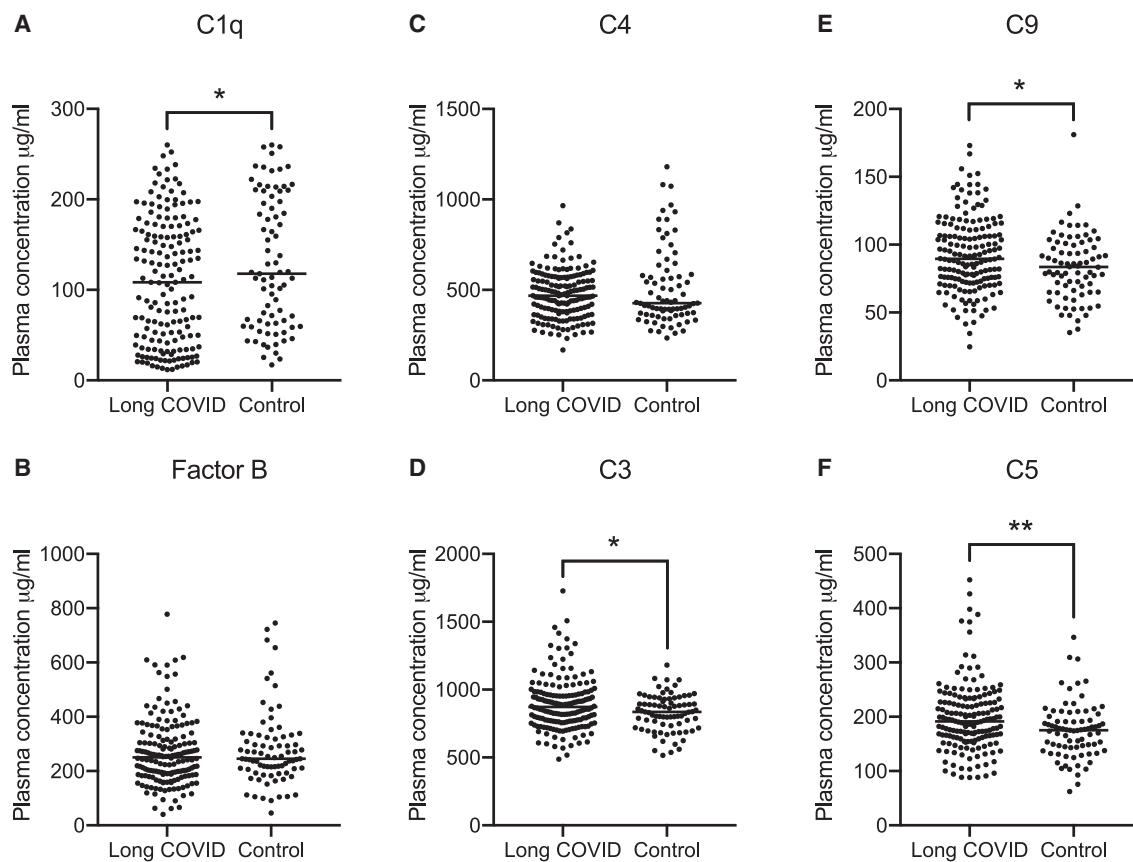 A C1q
*
Plasma concentration μg/ml
300
200
100
0
Long COVID Control
C C4
Plasma concentration μg/ml
1500
1000
500
0
Long COVID Control
E C9
*
Plasma concentration μg/ml
200
150
100
50
0
Long COVID Control
B Factor B
Plasma concentration μg/ml
1000
800
600
400
200
0
Long COVID Control
D C3
*
Plasma concentration μg/ml
2000
1500
1000
500
0
Long COVID Control
F C5
**
Plasma concentration μg/ml
500
400
300
200
100
0
Long COVID Control